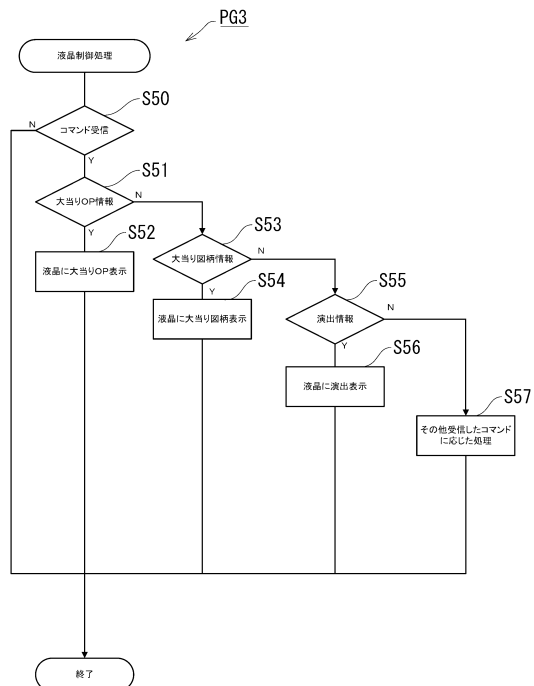 PG3
液晶制御処理
S50
N
コマンド受信
Y
S51
大当りOP情報
N
Y
S52
液晶に大当りOP表示
S53
大当り図柄情報
N
Y
S54
液晶に大当り図柄表示
S55
演出情報
N
Y
S56
液晶に演出表示
S57
その他受信したコマンド
に応じた処理
終了